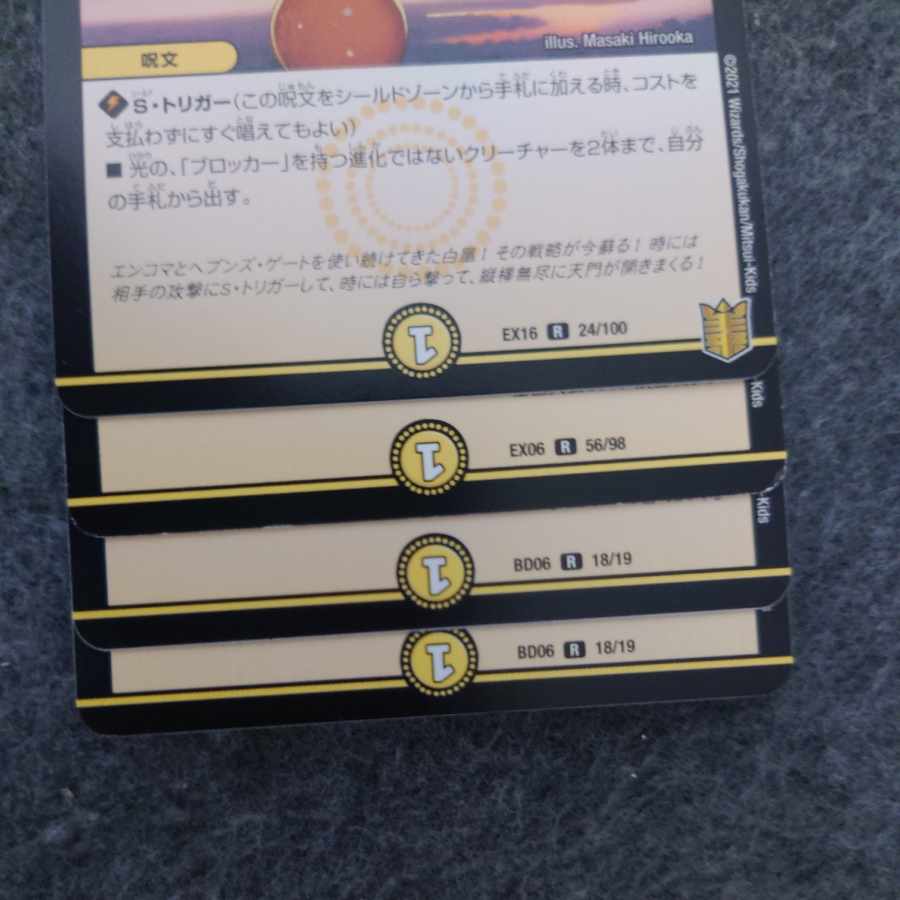 illus. Masaki Hirooka
呪文
S・トリガー(この呪文をシールドゾーンから手札に加える時、コストを
支払わずにすぐ唱えてもよい)
■ 光の、「ブロッカー」を持つ進化ではないクリーチャーを2体まで、自分
の手札から出す。
エンコマとヘブンズ・ゲートを使い続けてきた白凰! その戦略が今蘇る! 時には
相手の攻撃にS・トリガーして、時には自ら撃って、縦横無尽に天門が開きまくる!
©2021 Wizards/Shogakukan/Mitsui-Kids
1
EX16 R 24/100
-Kids
1
EX06 R 56/98
-Kids
1
BD06 R 18/19
1
BD06 R 18/19